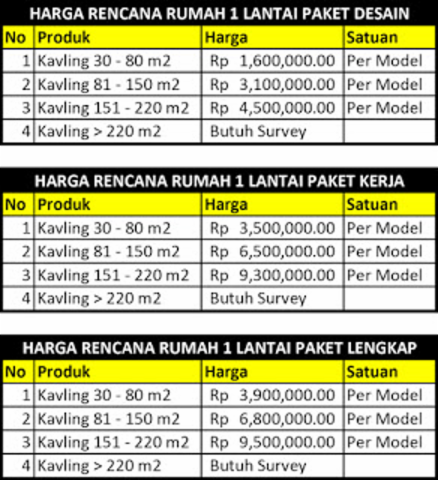 HARGA RENCANA RUMAH 1 LANTAI PAKET DESAIN
No Produk Harga Satuan
1 Kavling 30 - 80 m2 Rp 1,600,000.00 Per Model
2 Kavling 81 - 150 m2 Rp 3,100,000.00 Per Model
3 Kavling 151 - 220 m2 Rp 4,500,000.00 Per Model
4 Kavling > 220 m2 Butuh Survey
HARGA RENCANA RUMAH 1 LANTAI PAKET KERJA
No Produk Harga Satuan
1 Kavling 30 - 80 m2 Rp 3,500,000.00 Per Model
2 Kavling 81 - 150 m2 Rp 6,500,000.00 Per Model
3 Kavling 151 - 220 m2 Rp 9,300,000.00 Per Model
4 Kavling > 220 m2 Butuh Survey
HARGA RENCANA RUMAH 1 LANTAI PAKET LENGKAP
No Produk Harga Satuan
1 Kavling 30 - 80 m2 Rp 3,900,000.00 Per Model
2 Kavling 81 - 150 m2 Rp 6,800,000.00 Per Model
3 Kavling 151 - 220 m2 Rp 9,500,000.00 Per Model
4 Kavling > 220 m2 Butuh Survey